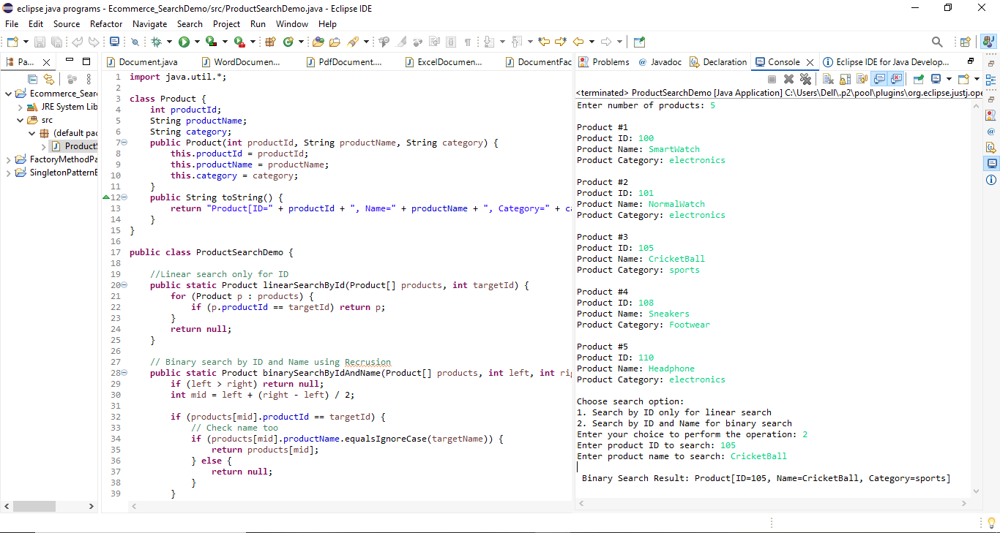 eclipse java programs - Ecommerce_SearchDemo/src/ProductSearchDemo.java - Eclipse IDE
File Edit Source Refactor Navigate Search Project Run Window Help
Pa...
Document.java WordDocumen... PdfDocument... ExcelDocumen... DocumentFac
Problems Javadoc Declaration Console Eclipse IDE for Java Develop...
Ecommerce_Sear
JRE System Lib
src
(default pac
Product
FactoryMethodPa
SingletonPatternE
1 import java.util.*;
2
3 class Product {
4 int productId;
5 String productName;
6 String category;
7 public Product(int productId, String productName, String category) {
8 this.productId = productId;
9 this.productName = productName;
10 this.category = category;
11 }
12 public String toString() {
13 return "Product[ID=" + productId + ", Name=" + productName + ", Category=" + ca
14 }
15 }
16
17 public class ProductSearchDemo {
18
19 //Linear search only for ID
20 public static Product linearSearchById(Product[] products, int targetId) {
21 for (Product p : products) {
22 if (p.productId == targetId) return p;
23 }
24 return null;
25 }
26
27 // Binary search by ID and Name using Recrusion
28 public static Product binarySearchByIdAndName(Product[] products, int left, int rig
29 if (left > right) return null;
30 int mid = left + (right - left) / 2;
31
32 if (products[mid].productId == targetId) {
33 // Check name too
34 if (products[mid].productName.equalsIgnoreCase(targetName)) {
35 return products[mid];
36 } else {
37 return null;
38 }
39 }
<terminated> ProductSearchDemo [Java Application] C:\Users\Dell\.p2\pool\plugins\org.eclipse.justj.ope
Enter number of products: 5
Product #1
Product ID: 100
Product Name: SmartWatch
Product Category: electronics
Product #2
Product ID: 101
Product Name: NormalWatch
Product Category: electronics
Product #3
Product ID: 105
Product Name: CricketBall
Product Category: sports
Product #4
Product ID: 108
Product Name: Sneakers
Product Category: Footwear
Product #5
Product ID: 110
Product Name: Headphone
Product Category: electronics
Choose search option:
1. Search by ID only for linear search
2. Search by ID and Name for binary search
Enter your choice to perform the operation: 2
Enter product ID to search: 105
Enter product name to search: CricketBall
Binary Search Result: Product[ID=105, Name=CricketBall, Category=sports]